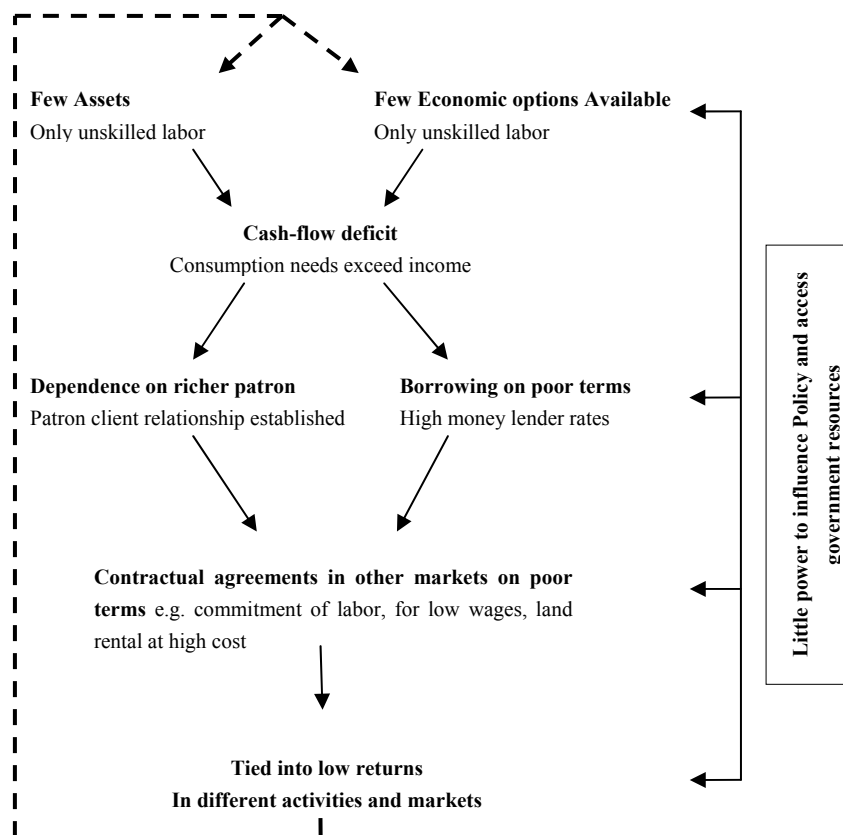 Few Assets
Only unskilled labor
Few Economic options Available
Only unskilled labor
Cash-flow deficit
Consumption needs exceed income
Dependence on richer patron
Patron client relationship established
Borrowing on poor terms
High money lender rates
Contractual agreements in other markets on poor
terms e.g. commitment of labor, for low wages, land
rental at high cost
Tied into low returns
In different activities and markets
Little power to influence Policy and access
government resources